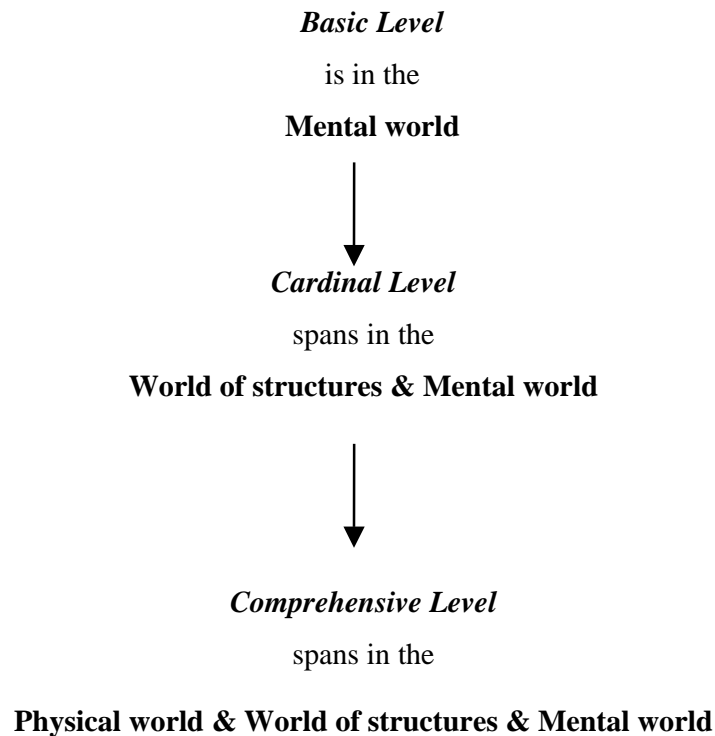 Basic Level
is in the
Mental world
Cardinal Level
spans in the
World of structures & Mental world
Comprehensive Level
spans in the
Physical world & World of structures & Mental world